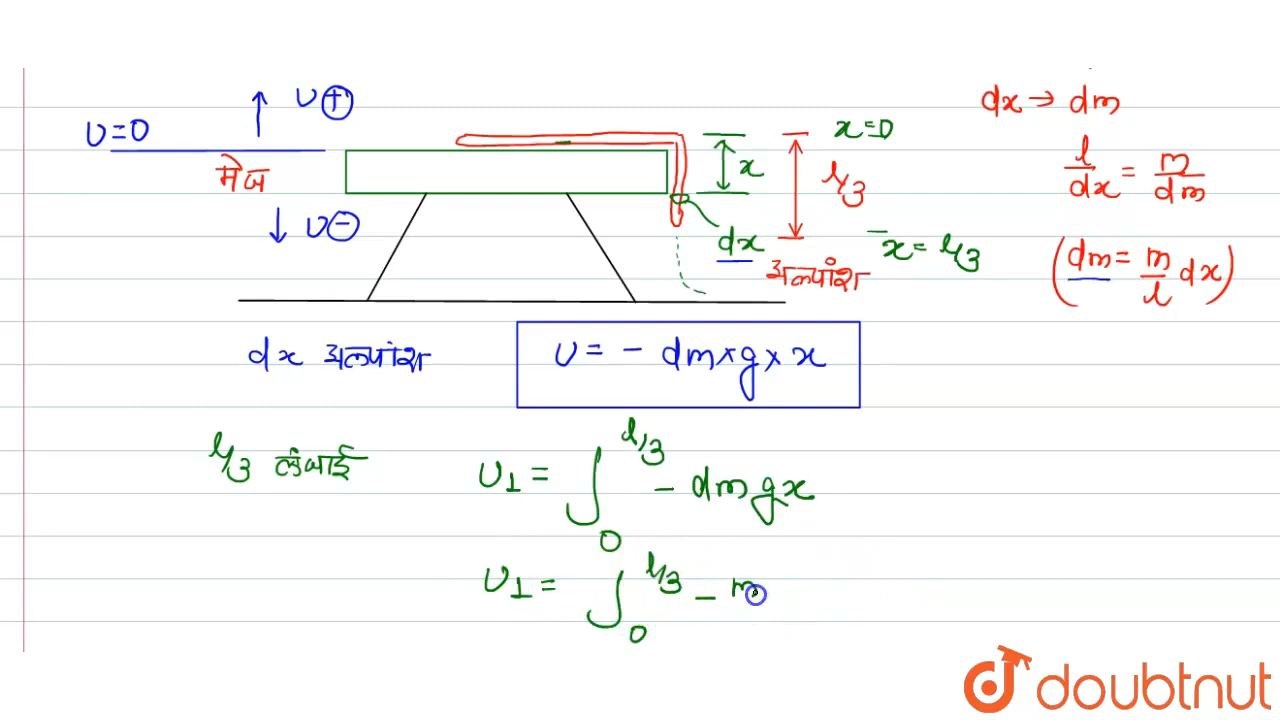 U ⊕
dx → dm
U=0
x=0
मेज
x
l/3
l/dx = m/dm
U ⊖
dx
x = l/3
अल्पांश
(dm = m/l dx)
dx अल्पांश
U = - dm×g×x
l/3 लंबाई
U1 = ∫ 0 l/3 - dm gx
U1 = ∫ 0 l/3 - m
doubtnut